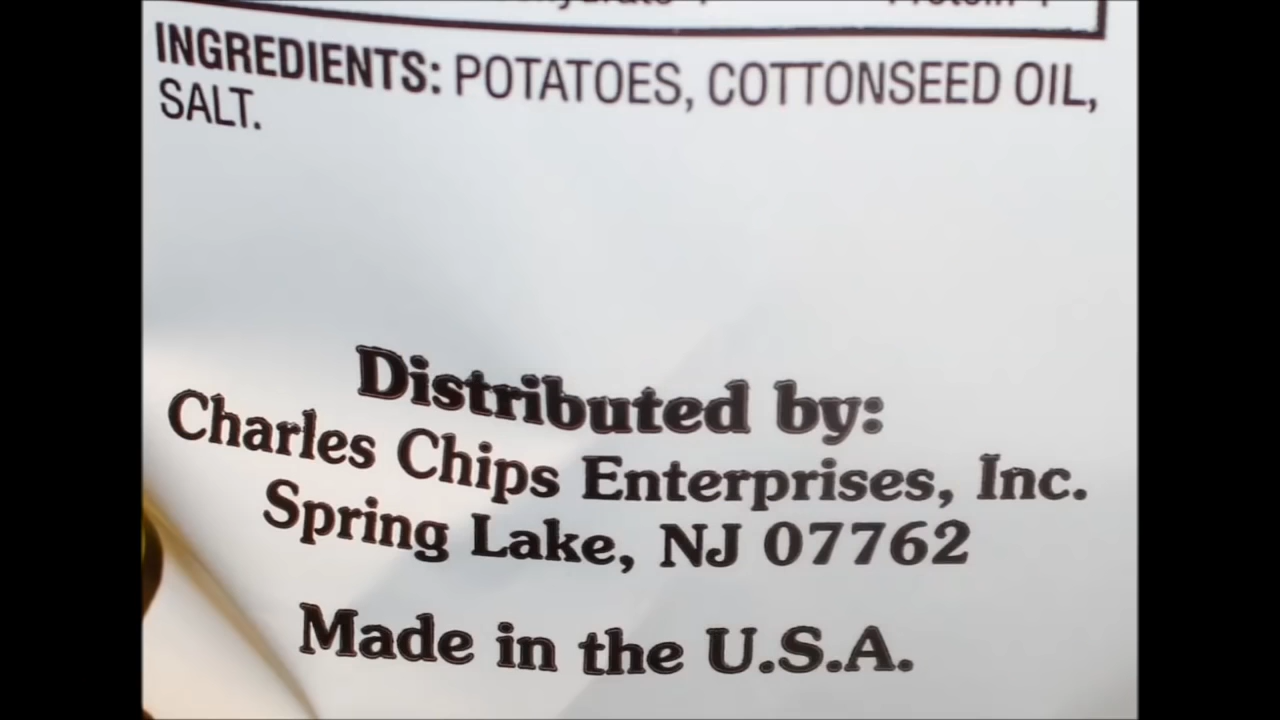 INGREDIENTS: POTATOES, COTTONSEED OIL,
SALT.
Distributed by:
Charles Chips Enterprises, Inc.
Spring Lake, NJ 07762
Made in the U.S.A.